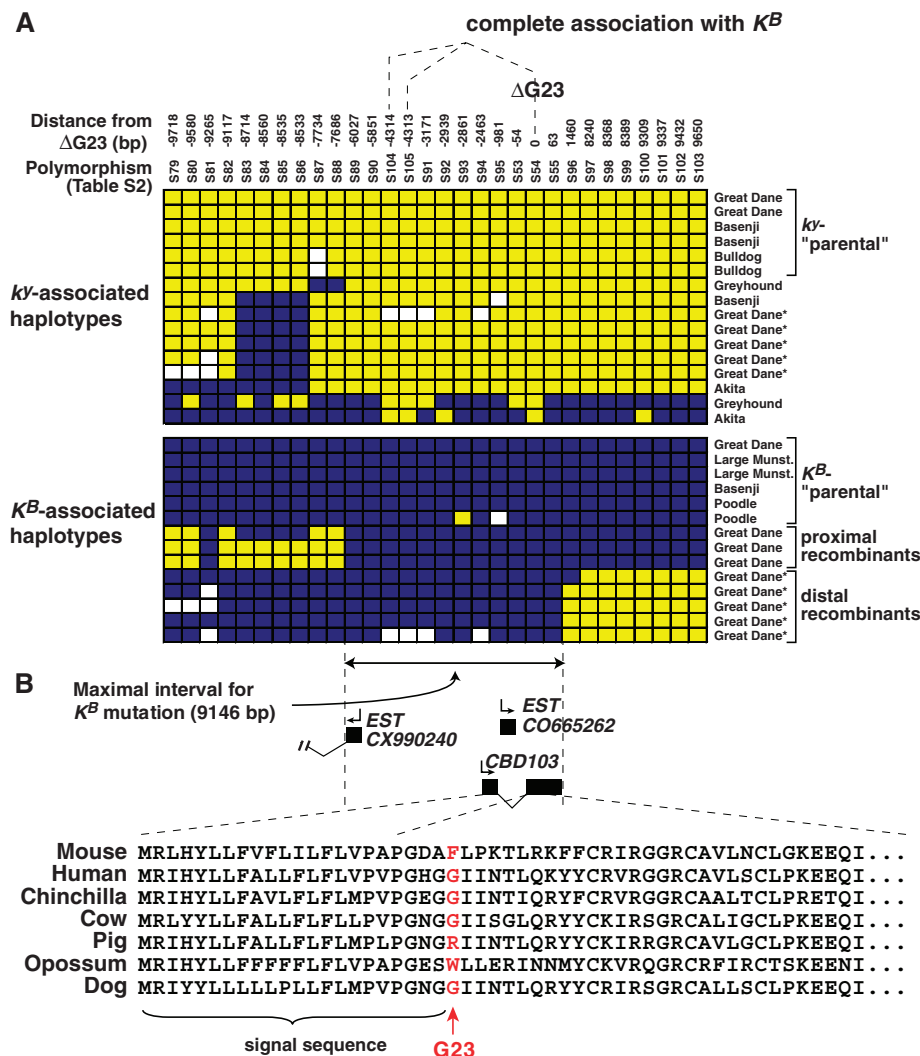 A
complete association with K^B
ΔG23
Distance from
ΔG23 (bp)
-9718 -9580 -9265 -9117 -8714 -8560 -8535 -8533 -7734 -7686 -6027 -5851 -4314 -4313 -3171 -2939 -2861 -2463 -981 -54 0 63 1460 8240 8368 8389 9309 9337 9432 9650
Polymorphism
(Table S2)
S79 S80 S81 S82 S83 S84 S85 S86 S87 S88 S89 S90 S104 S105 S91 S92 S93 S94 S95 S53 S54 S55 S96 S97 S98 S99 S100 S101 S102 S103
k^y-associated
haplotypes
Great Dane
Great Dane
Basenji
Basenji
Bulldog
Bulldog
k^y-
"parental"
Greyhound
Basenji
Great Dane*
Great Dane*
Great Dane*
Great Dane*
Great Dane*
Akita
Greyhound
Akita
K^B-associated
haplotypes
Great Dane
Large Munst.
Large Munst.
Basenji
Poodle
Poodle
K^B-
"parental"
Great Dane
Great Dane
Great Dane
proximal
recombinants
Great Dane*
Great Dane*
Great Dane*
Great Dane*
Great Dane*
distal
recombinants
B
Maximal interval for
K^B mutation (9146 bp)
EST
CX990240
EST
CO665262
CBD103
Mouse MRLHYLLFVFLILFLVPAPGDAFLPKTLRKFFCRIRGGRCAVLNCLGKEEQI...
Human MRIHYLLFALLFLFLVPVPGHGGIINTLQKYYCRVRGGRCAVLSCLPKEEQI...
Chinchilla MRIHYLLFAVLFLFLMPVPGEGGIINTIQRYFCRVRGGRCAALTCLPRETQI...
Cow MRLYYLLFALLFLFLLPVPGNGGIISGLQRYYCKIRSGRCALIGCLPKEEQI...
Pig MRIHYLLFALLFLFLMPLPGNGRIINTLQRYYCKIRRGRCAVLGCLPKEEQI...
Opossum MRIHYLLFFFFFLFLVPAPGESWLLERINNMYCKVRQGRCFIRCTSKEENI...
Dog MRIYYLLLLLPLLFLMPVPGNGGIINTLQRYYCRIRSGRCALLSCLPKEEQI...
signal sequence
G23